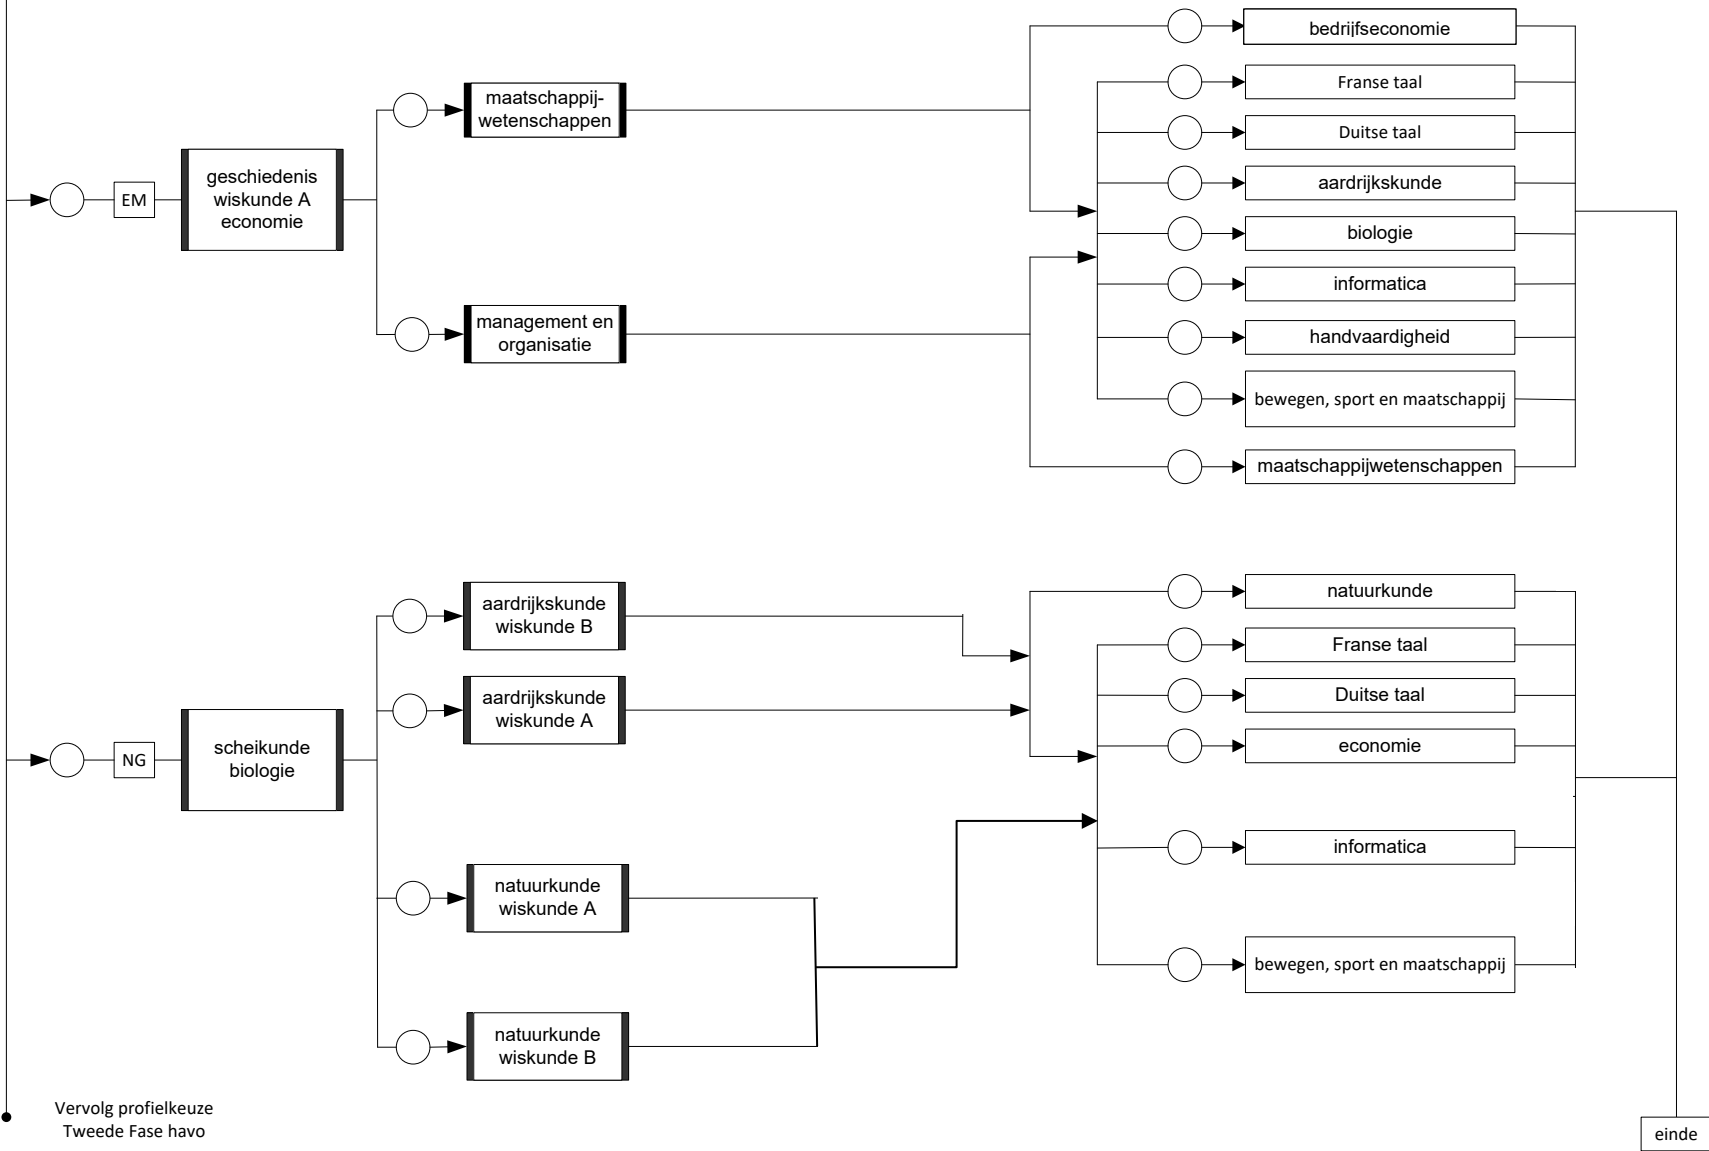 EM
geschiedenis
wiskunde A
economie
maatschappij-
wetenschappen
management en
organisatie
bedrijfseconomie
Franse taal
Duitse taal
aardrijkskunde
biologie
informatica
handvaardigheid
bewegen, sport en maatschappij
maatschappijwetenschappen
NG
scheikunde
biologie
aardrijkskunde
wiskunde B
aardrijkskunde
wiskunde A
natuurkunde
wiskunde A
natuurkunde
wiskunde B
natuurkunde
Franse taal
Duitse taal
economie
informatica
bewegen, sport en maatschappij
Vervolg profielkeuze
Tweede Fase havo
einde